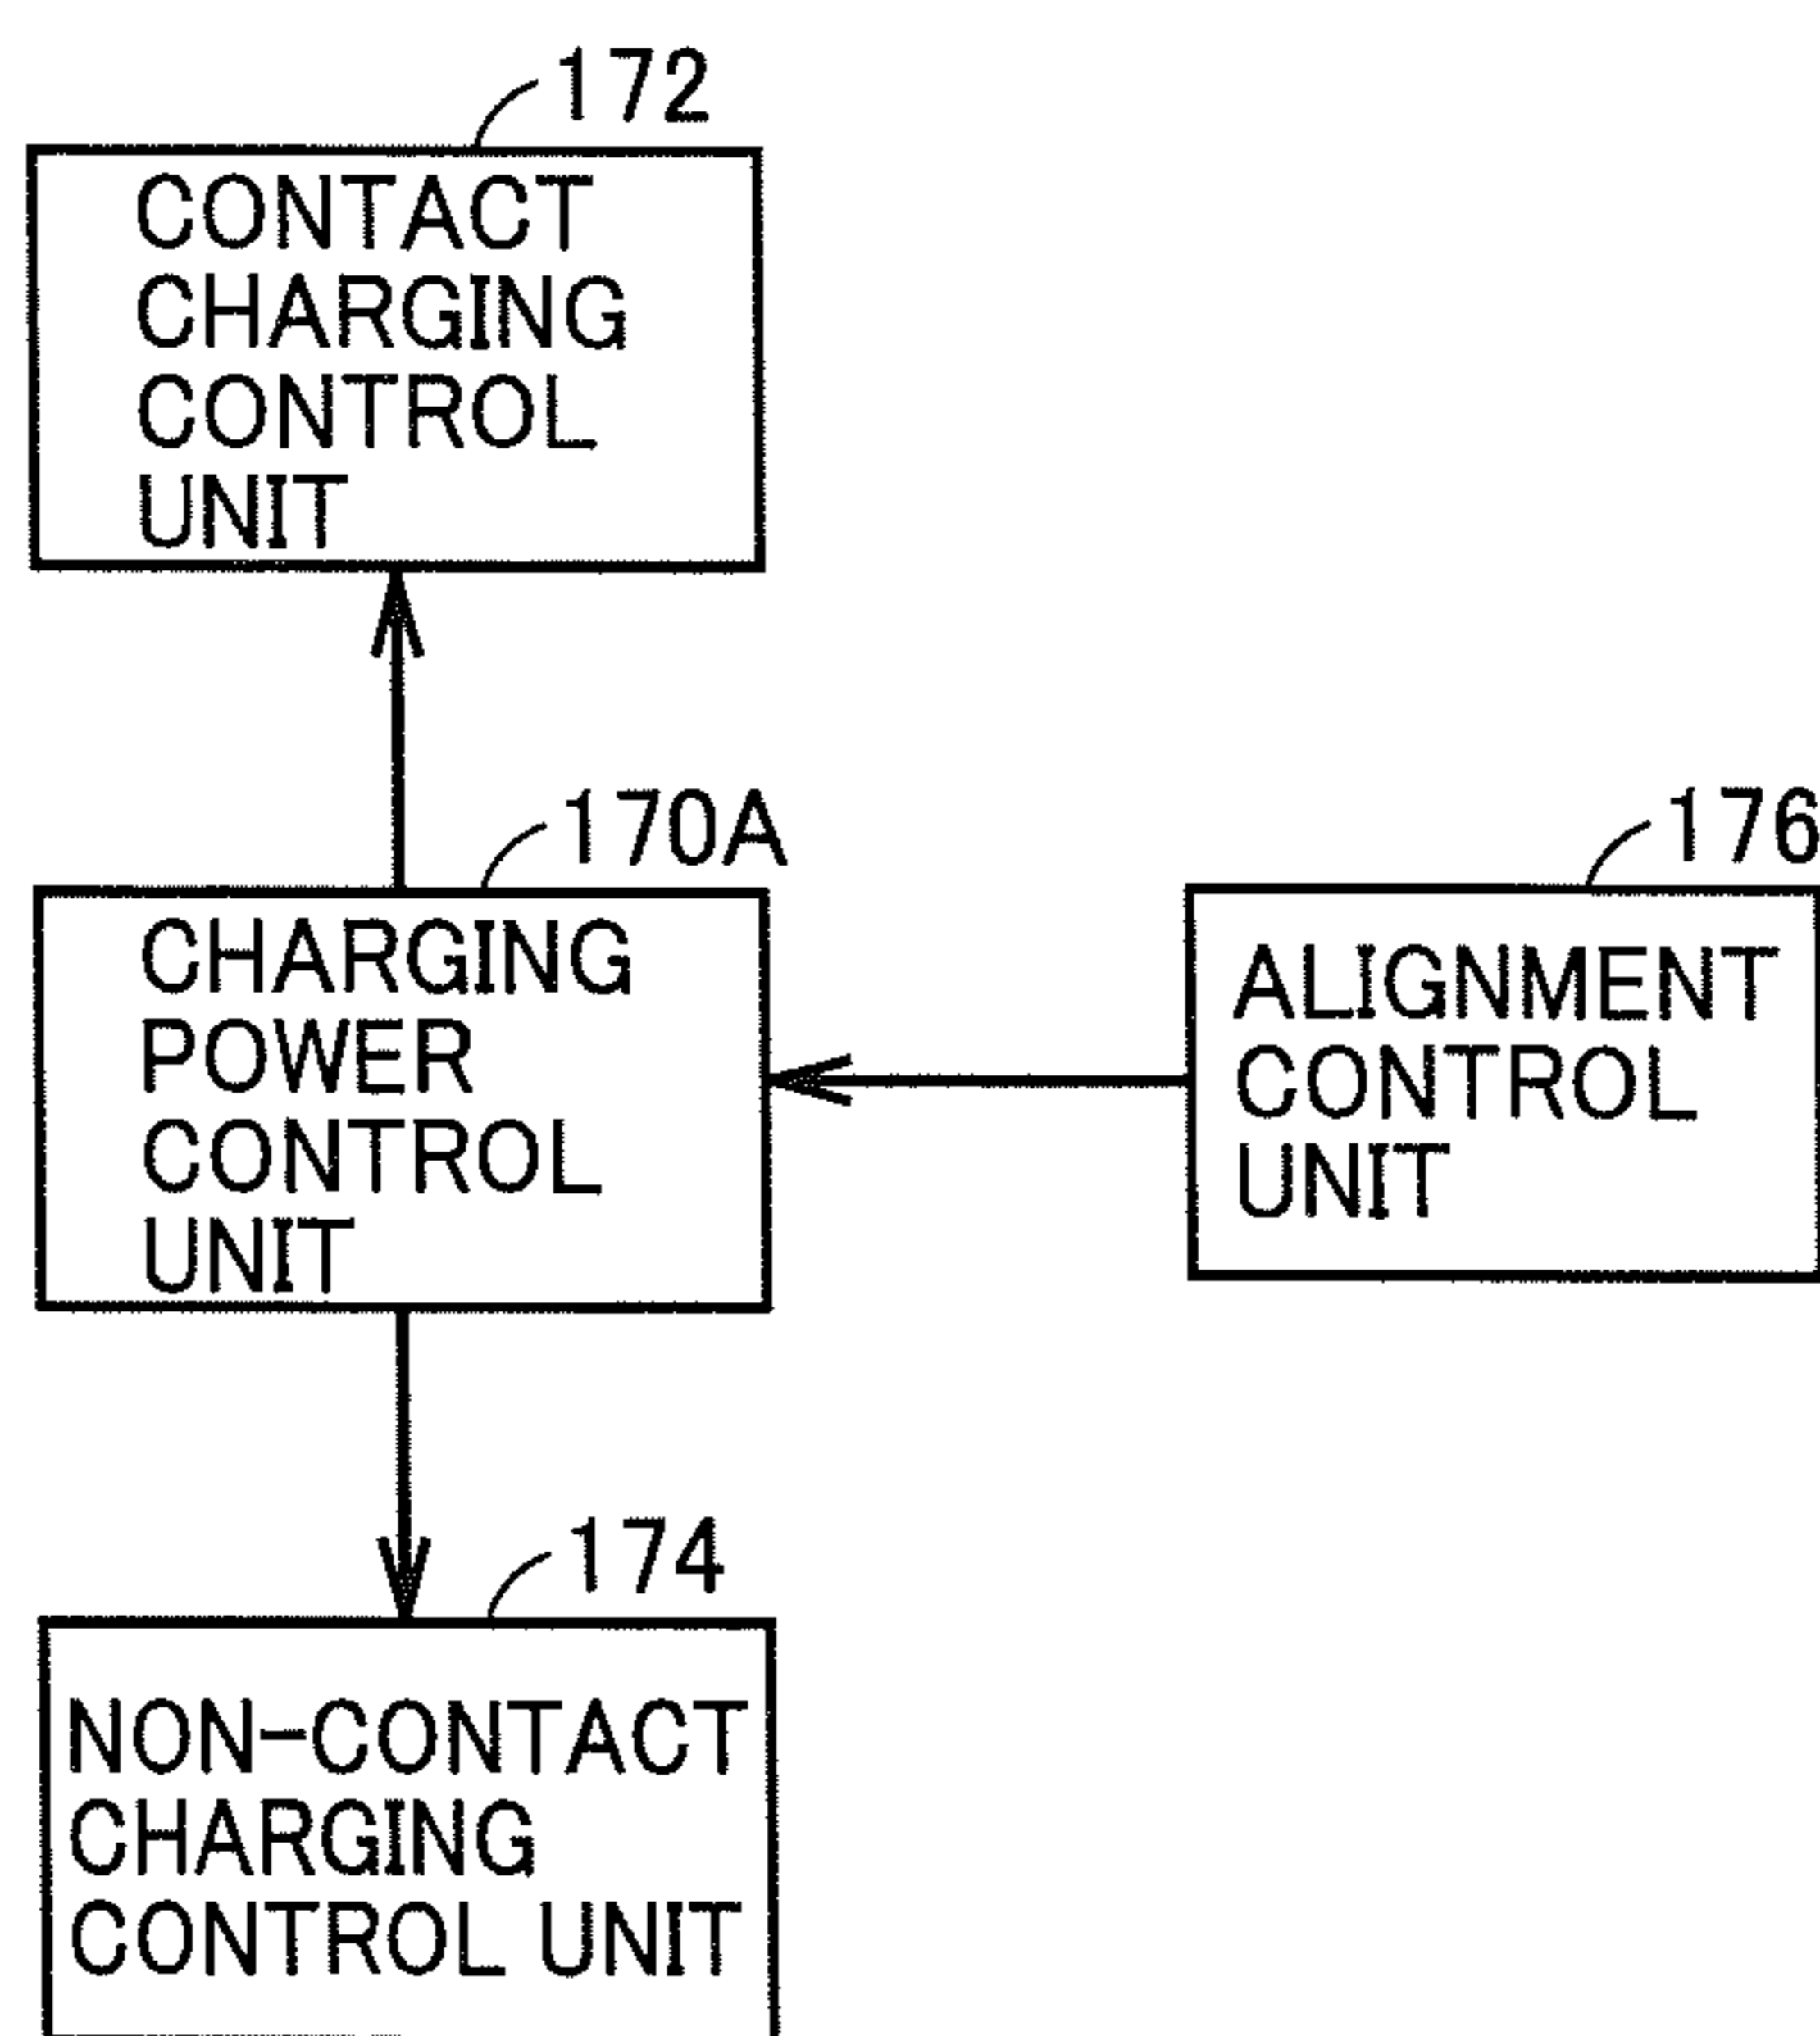 172
CONTACT
CHARGING
CONTROL
UNIT
170A
CHARGING
POWER
CONTROL
UNIT
176
ALIGNMENT
CONTROL
UNIT
174
NON-CONTACT
CHARGING
CONTROL UNIT